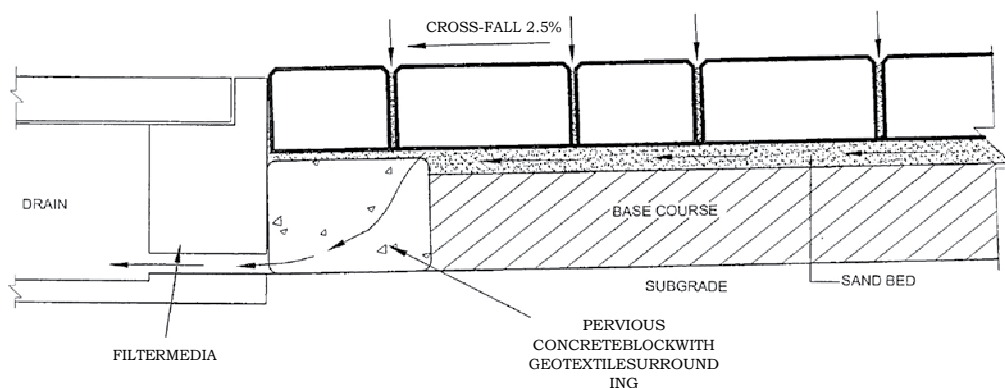 CROSS-FALL 2.5%
DRAIN
BASE COURSE
SAND BED
SUBGRADE
FILTERMEDIA
PERVIOUS
CONCRETEBLOCKWITH
GEOTEXTILESURROUND
ING